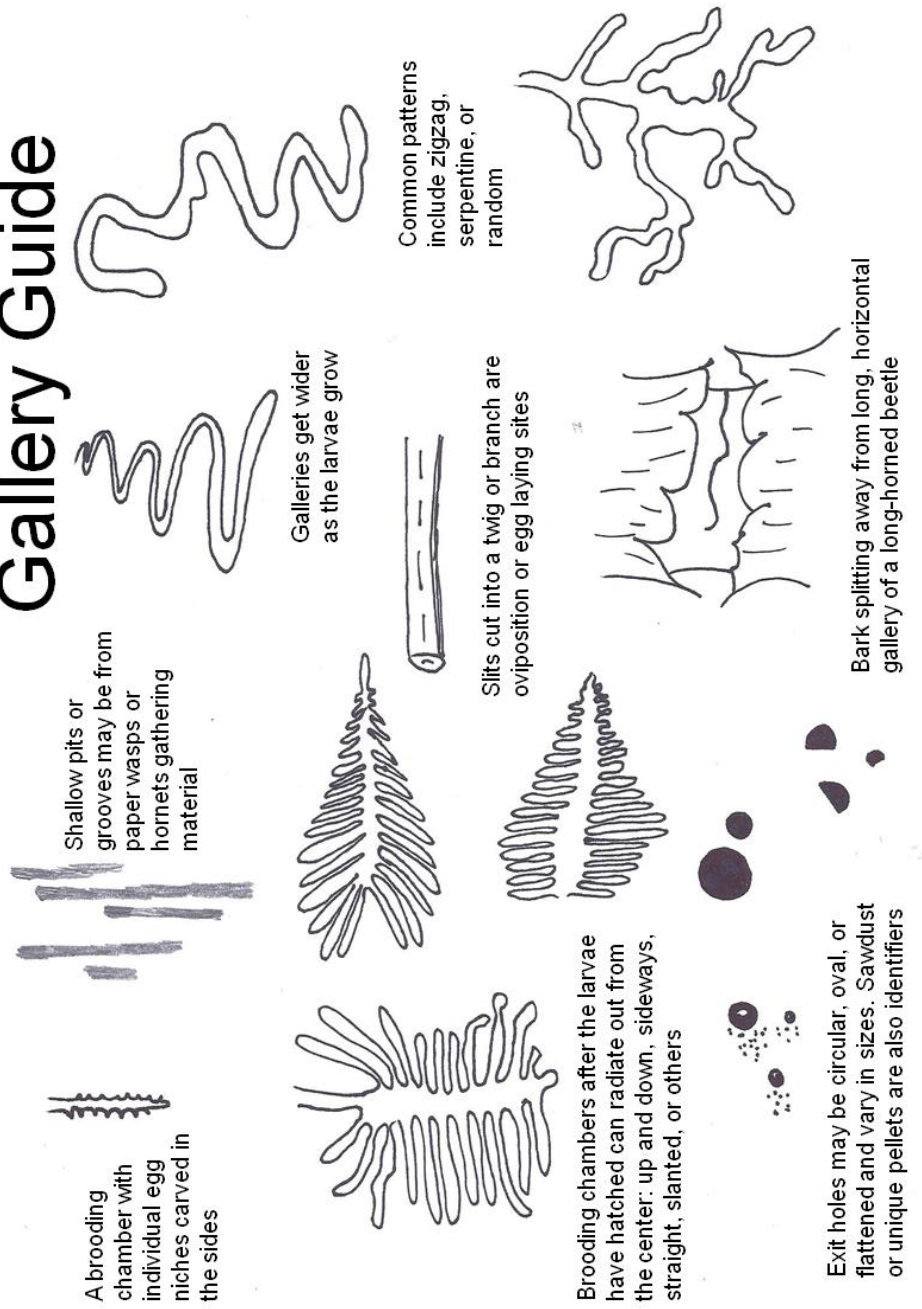 Gallery Guide
A brooding
chamber with
individual egg
niches carved in
the sides
Shallow pits or
grooves may be from
paper wasps or
hornets gathering
material
Galleries get wider
as the larvae grow
Common patterns
include zigzag,
serpentine, or
random
Slits cut into a twig or branch are
oviposition or egg laying sites
Brooding chambers after the larvae
have hatched can radiate out from
the center: up and down, sideways,
straight, slanted, or others
Exit holes may be circular, oval, or
flattened and vary in sizes. Sawdust
or unique pellets are also identifiers
Bark splitting away from long, horizontal
gallery of a long-horned beetle